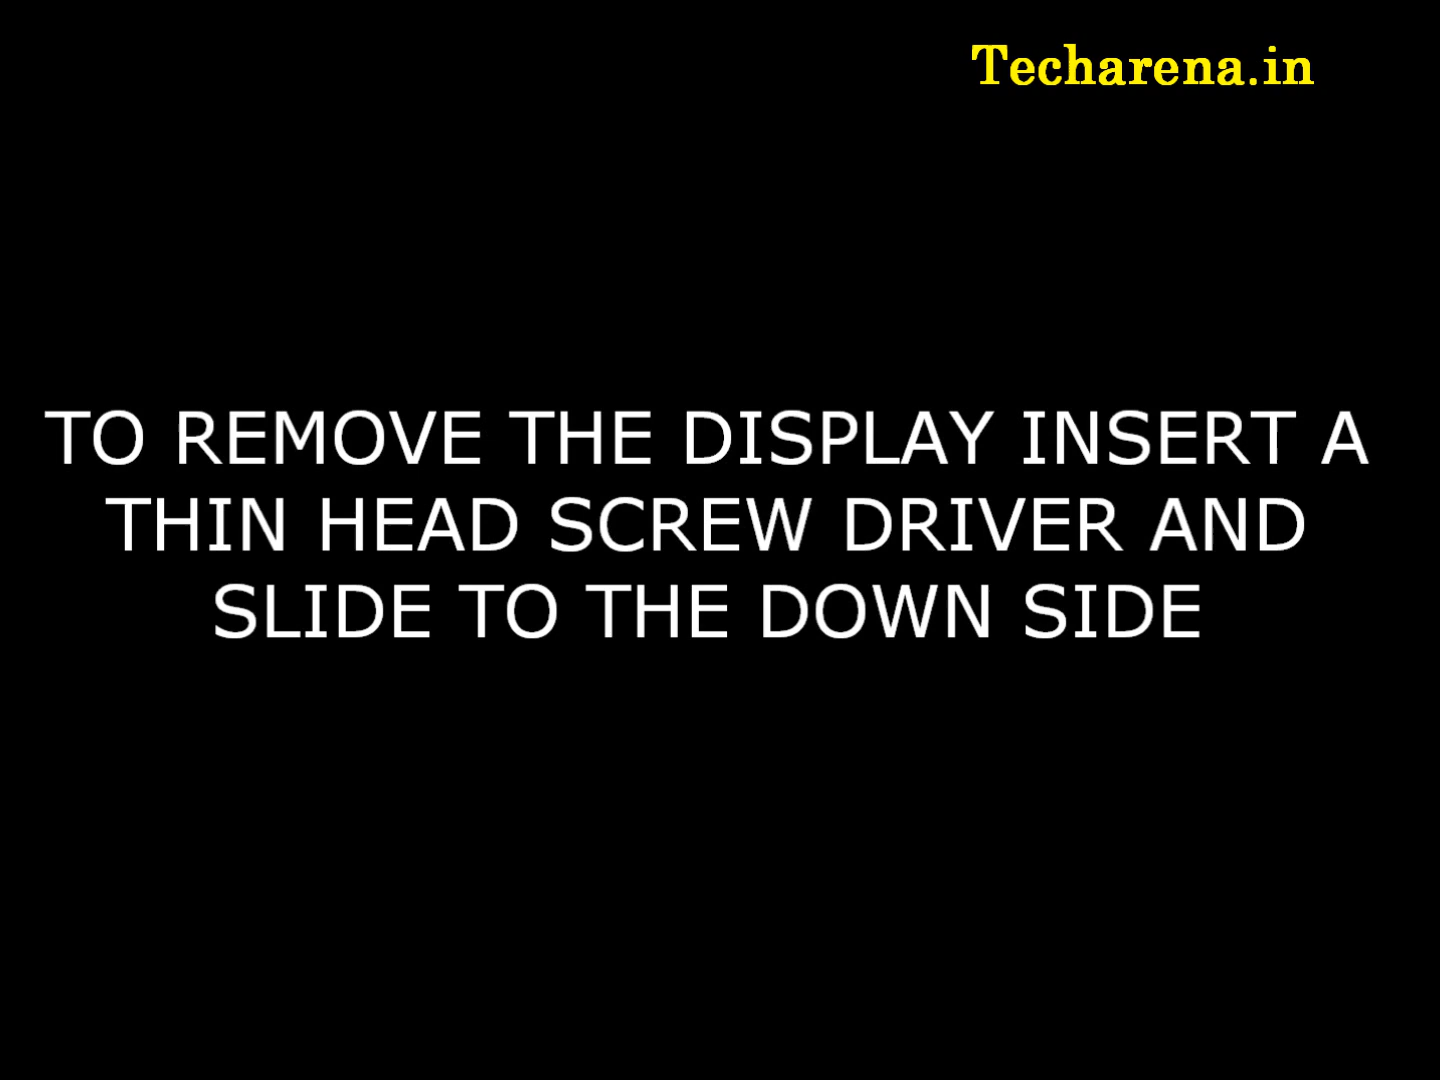 Techarena.in
TO REMOVE THE DISPLAY INSERT A
THIN HEAD SCREW DRIVER AND
SLIDE TO THE DOWN SIDE